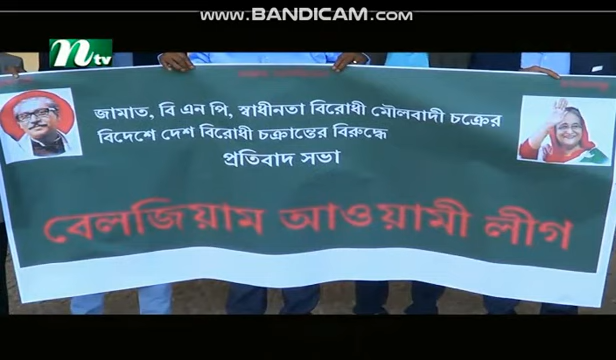 www.BANDICAM.com
ntv
জামাত, বি এন পি, স্বাধীনতা বিরোধী মৌলবাদী চক্রের
বিদেশে দেশ বিরোধী চক্রান্তের বিরুদ্ধে
প্রতিবাদ সভা
বেলজিয়াম আওয়ামী লীগ